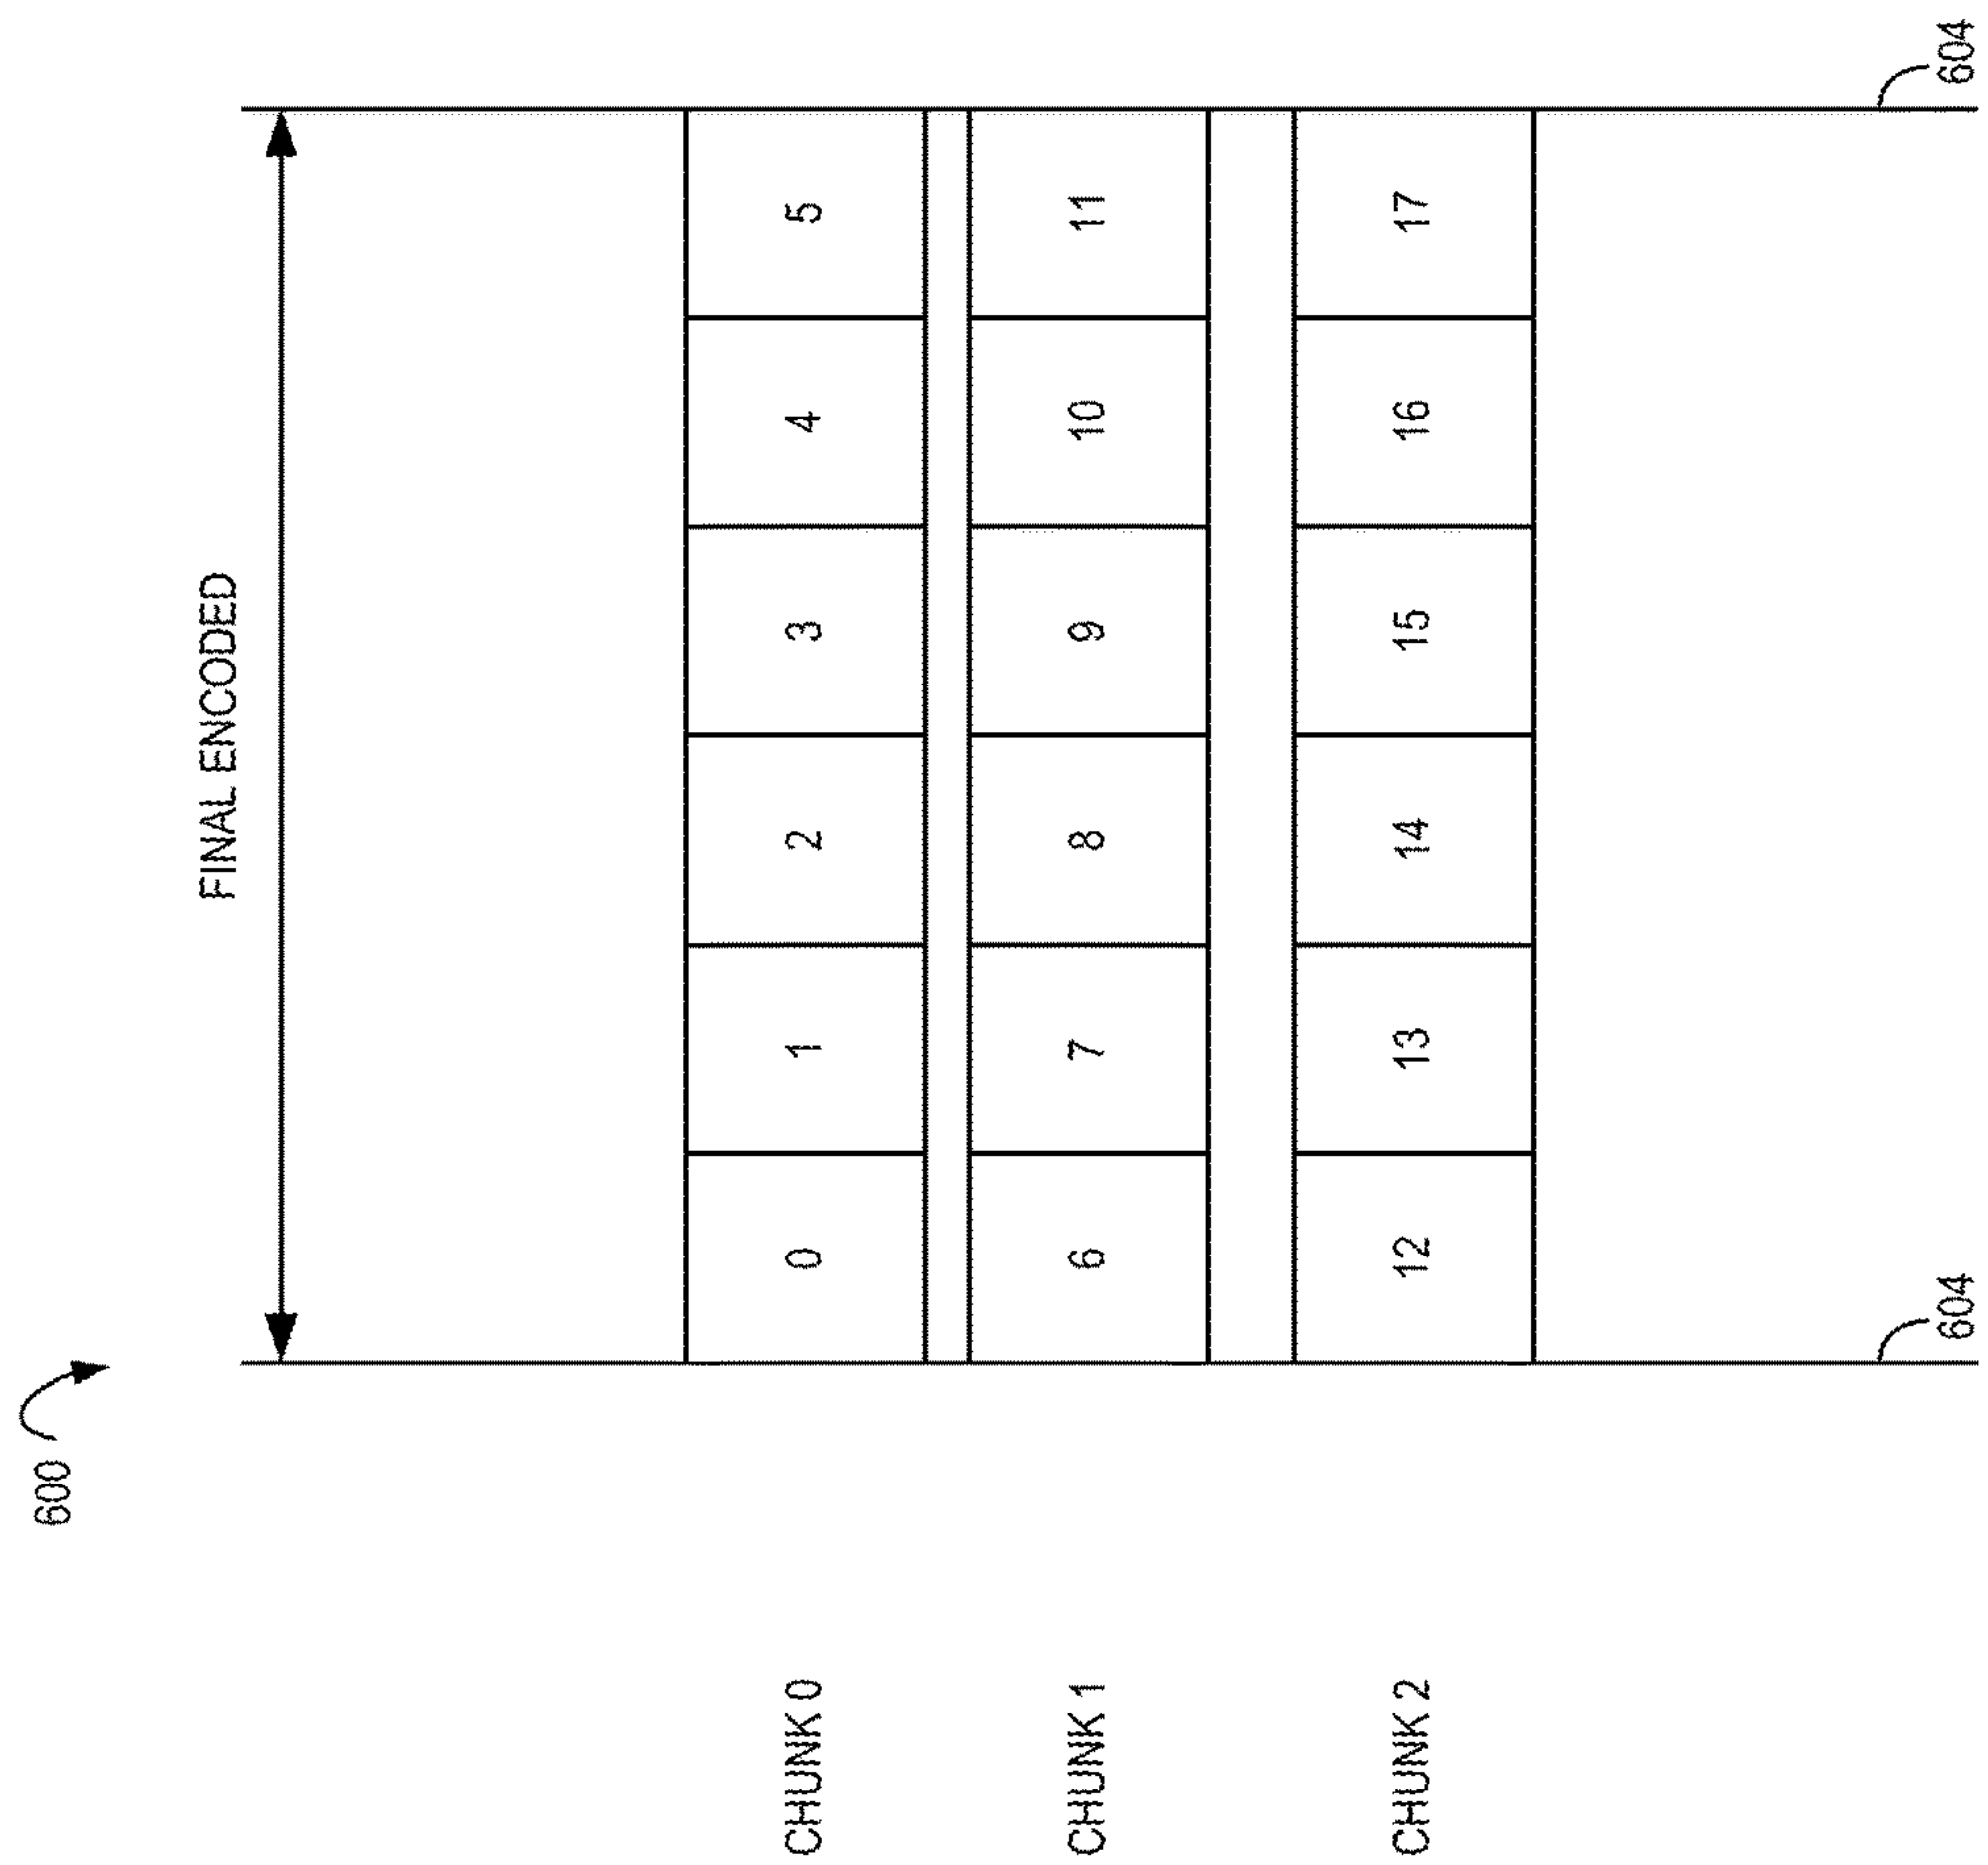 600
FINAL ENCODED
CHUNK 0 0 1 2 3 4 5
CHUNK 1 6 7 8 9 10 11
CHUNK 2 12 13 14 15 16 17
604 604